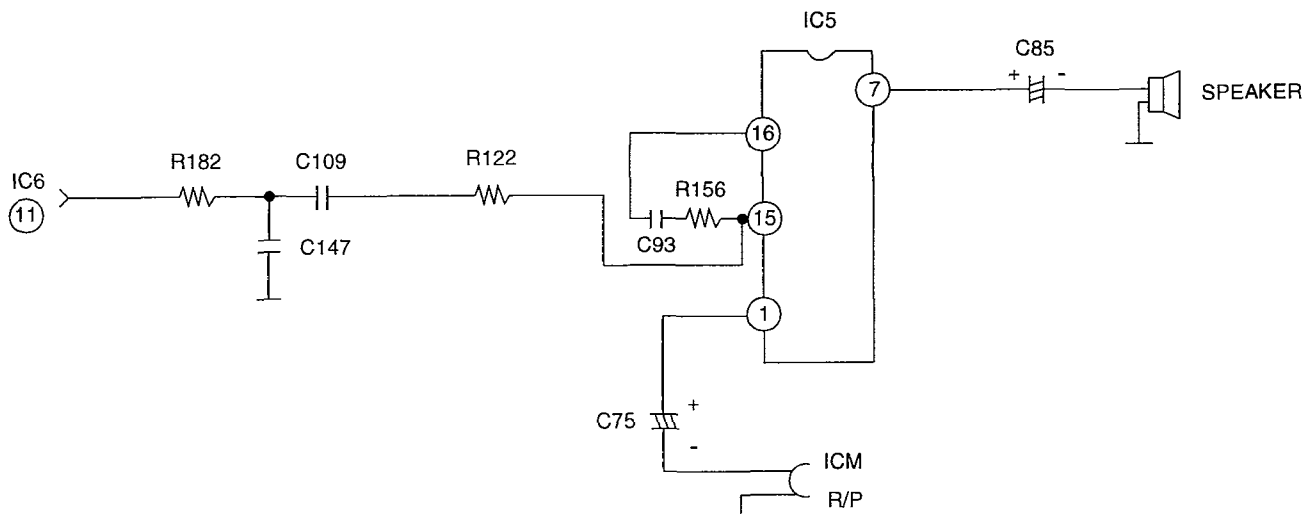 IC5
C85
+ -
7
SPEAKER
16
R182
C109
R122
R156
IC6
11
15
C93
C147
1
C75
+
-
ICM
R/P